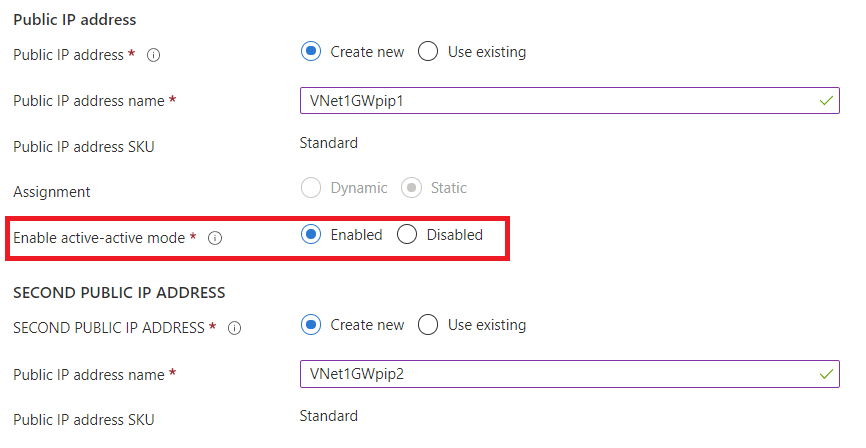 Public IP address
Public IP address * Create new Use existing
Public IP address name * VNet1GWpip1
Public IP address SKU Standard
Assignment Dynamic Static
Enable active-active mode * Enabled Disabled
SECOND PUBLIC IP ADDRESS
SECOND PUBLIC IP ADDRESS * Create new Use existing
Public IP address name * VNet1GWpip2
Public IP address SKU Standard